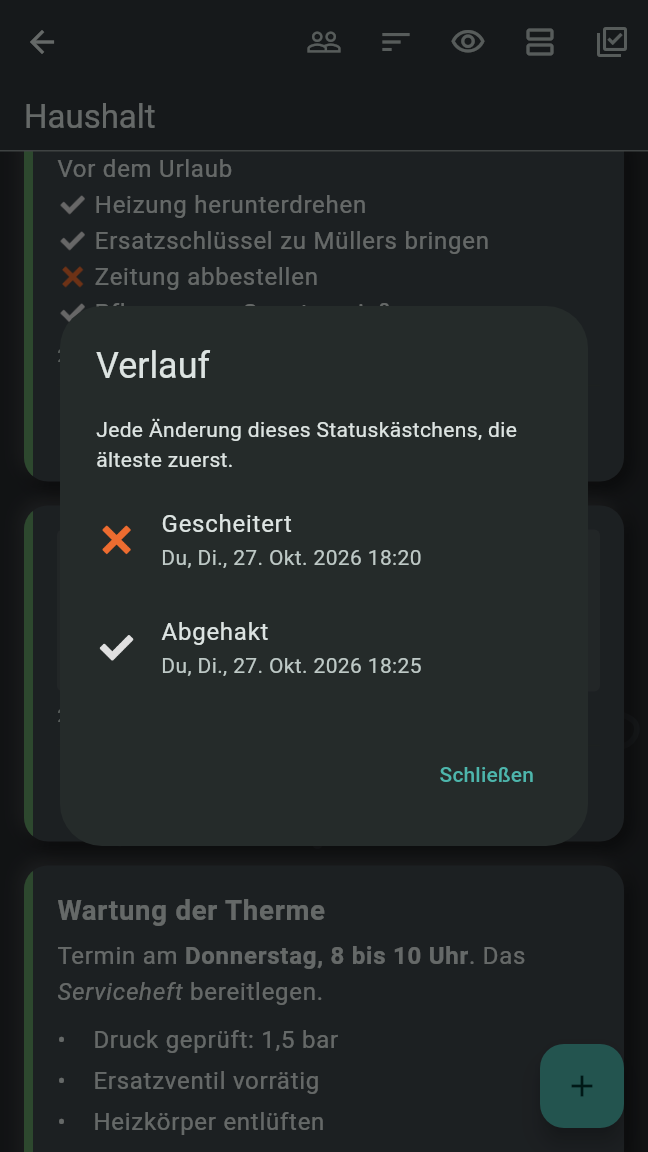 Haushalt
Vor dem Urlaub
Heizung herunterdrehen
Ersatzschlüssel zu Müllers bringen
Zeitung abbestellen
Verlauf
Jede Änderung dieses Statuskästchens, die
älteste zuerst.
Gescheitert
Du, Di., 27. Okt. 2026 18:20
Abgehakt
Du, Di., 27. Okt. 2026 18:25
Schließen
Wartung der Therme
Termin am Donnerstag, 8 bis 10 Uhr. Das
Serviceheft bereitlegen.
• Druck geprüft: 1,5 bar
• Ersatzventil vorrätig
• Heizkörper entlüften